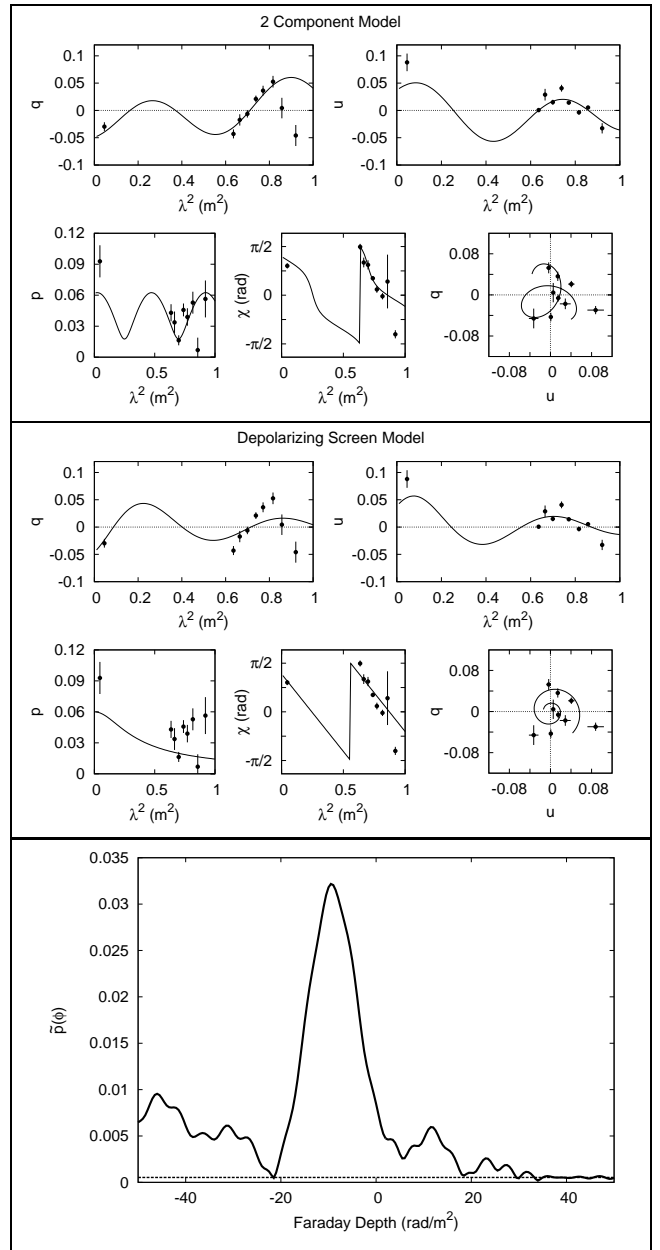 2 Component Model
0.1
0.05
0
-0.05
-0.1
q
0 0.2 0.4 0.6 0.8 1
λ² (m²)
0.1
0.05
0
-0.05
-0.1
u
0 0.2 0.4 0.6 0.8 1
λ² (m²)
0.12
0.09
0.06
0.03
0
p
0 0.5 1
λ² (m²)
π/2
0
-π/2
χ (rad)
0 0.5 1
λ² (m²)
0.08
0
-0.08
q
-0.08 0 0.08
u
Depolarizing Screen Model
0.1
0.05
0
-0.05
-0.1
q
0 0.2 0.4 0.6 0.8 1
λ² (m²)
0.1
0.05
0
-0.05
-0.1
u
0 0.2 0.4 0.6 0.8 1
λ² (m²)
0.12
0.09
0.06
0.03
0
p
0 0.5 1
λ² (m²)
π/2
0
-π/2
χ (rad)
0 0.5 1
λ² (m²)
0.08
0
-0.08
q
-0.08 0 0.08
u
0.035
0.03
0.025
0.02
0.015
0.01
0.005
0
p̃(ϕ)
-40 -20 0 20 40
Faraday Depth (rad/m²)